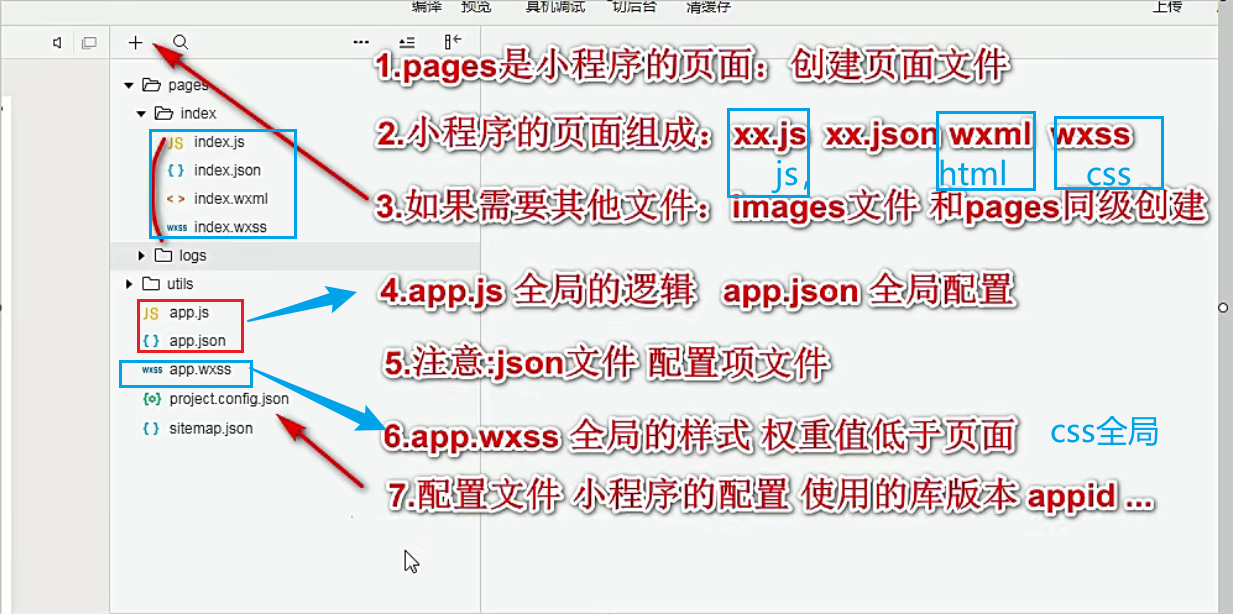 编译 预览 真机调试 切后台 清缓存 上传
pages
index
JS index.js
{ } index.json
< > index.wxml
wxss index.wxss
logs
utils
JS app.js
{ } app.json
wxss app.wxss
{o} project.config.json
{ } sitemap.json
1.pages是小程序的页面：创建页面文件
2.小程序的页面组成：xx.js xx.json wxml wxss
js, html css
3.如果需要其他文件：images文件 和pages同级创建
4.app.js 全局的逻辑 app.json 全局配置
5.注意:json文件 配置项文件
6.app.wxss 全局的样式 权重值低于页面 css全局
7.配置文件 小程序的配置 使用的库版本 appid ...